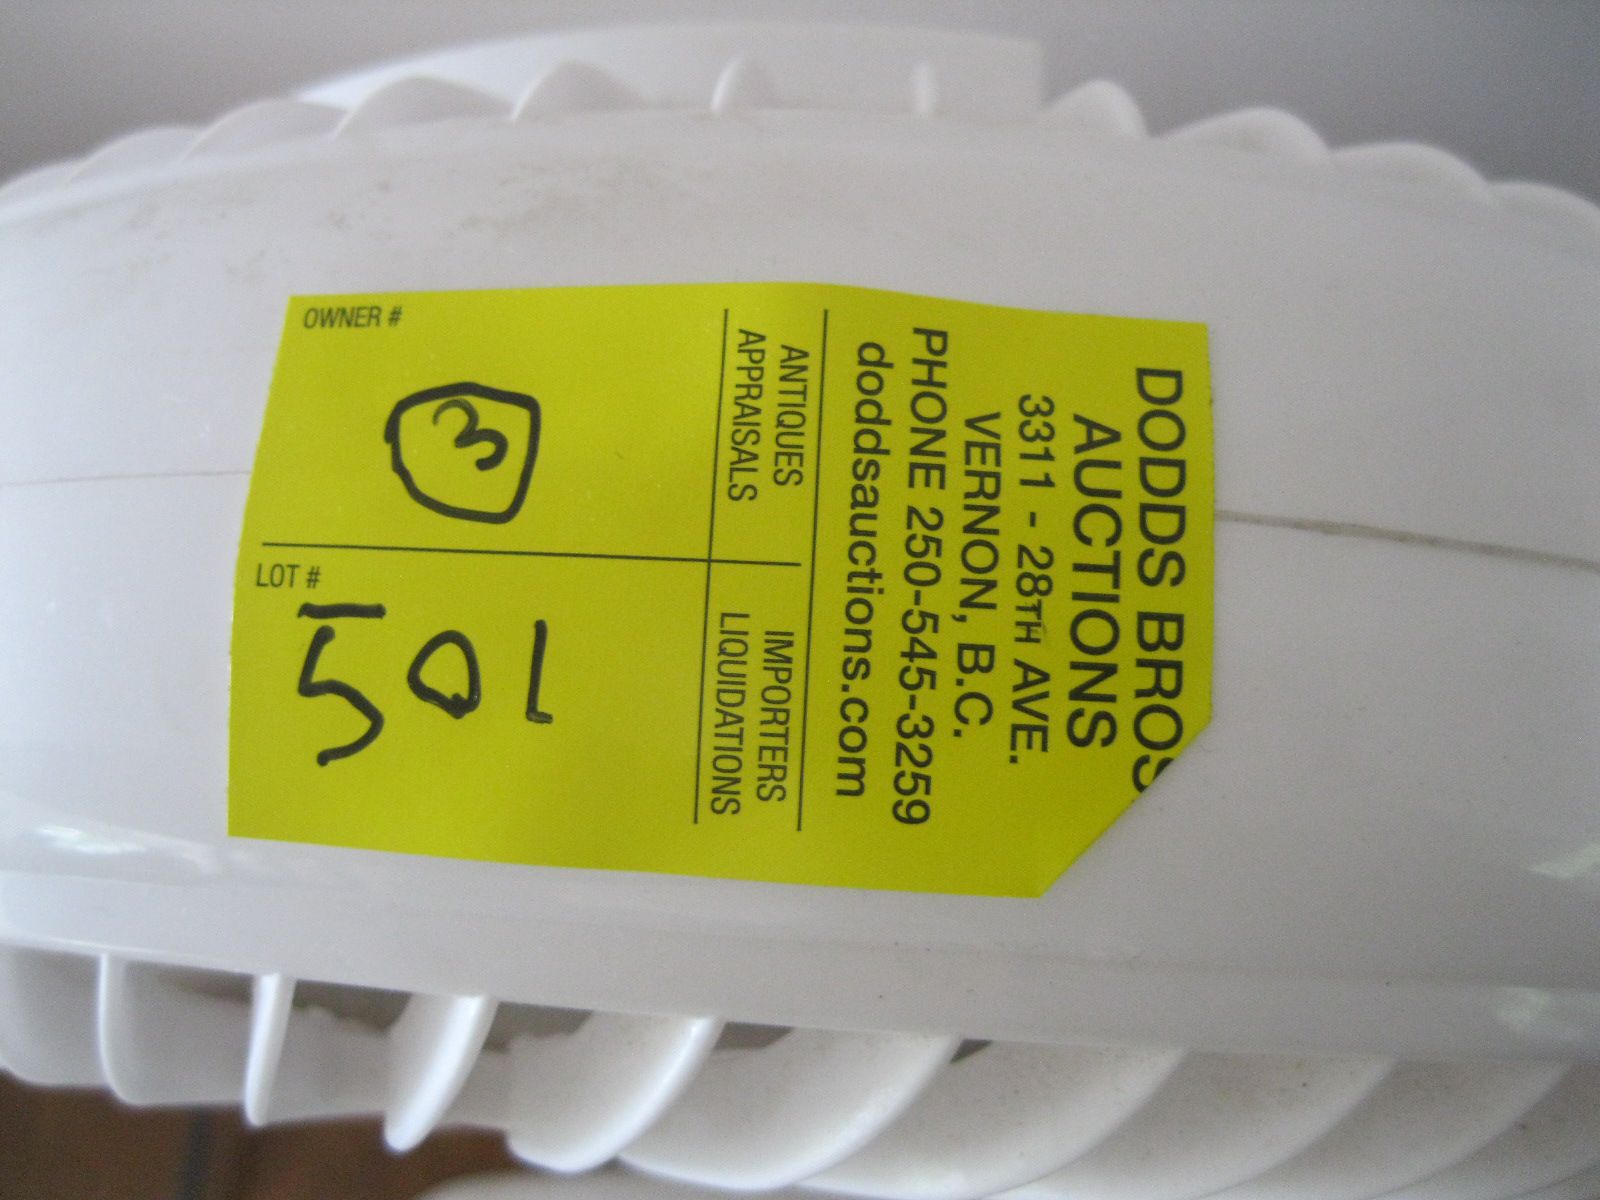 DODDS BROS
AUCTIONS
3311 - 28TH AVE.
VERNON, B.C.
PHONE 250-545-3259
doddsauctions.com
ANTIQUES
APPRAISALS
IMPORTERS
LIQUIDATIONS
OWNER #
3
LOT #
501